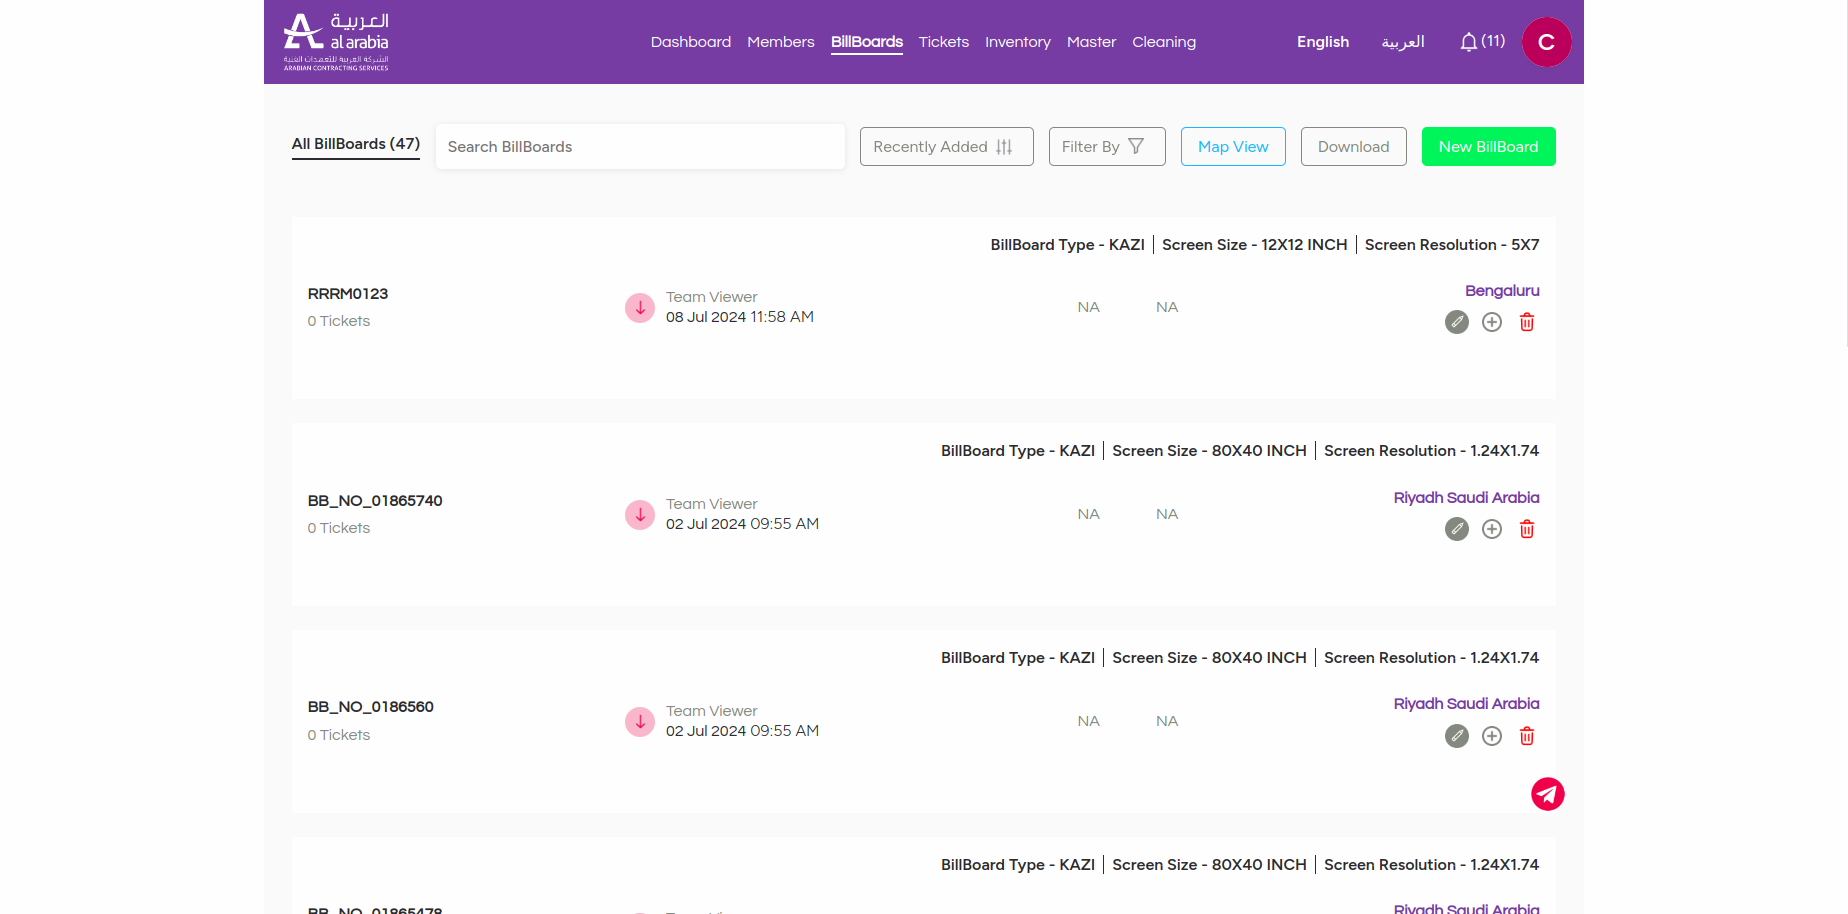 العربية
al arabia
الشركة العربية للتعهدات الفنية
ARABIAN CONTRACTING SERVICES
Dashboard Members BillBoards Tickets Inventory Master Cleaning
English العربية (11) C
All BillBoards (47) Search BillBoards Recently Added Filter By Map View Download New BillBoard
BillBoard Type - KAZI Screen Size - 12X12 INCH Screen Resolution - 5X7
RRRM0123
0 Tickets
Team Viewer
08 Jul 2024 11:58 AM
NA NA
Bengaluru
BillBoard Type - KAZI Screen Size - 80X40 INCH Screen Resolution - 1.24X1.74
BB_NO_01865740
0 Tickets
Team Viewer
02 Jul 2024 09:55 AM
NA NA
Riyadh Saudi Arabia
BillBoard Type - KAZI Screen Size - 80X40 INCH Screen Resolution - 1.24X1.74
BB_NO_0186560
0 Tickets
Team Viewer
02 Jul 2024 09:55 AM
NA NA
Riyadh Saudi Arabia
BillBoard Type - KAZI Screen Size - 80X40 INCH Screen Resolution - 1.24X1.74
BB_NO_01865478
Riyadh Saudi Arabia